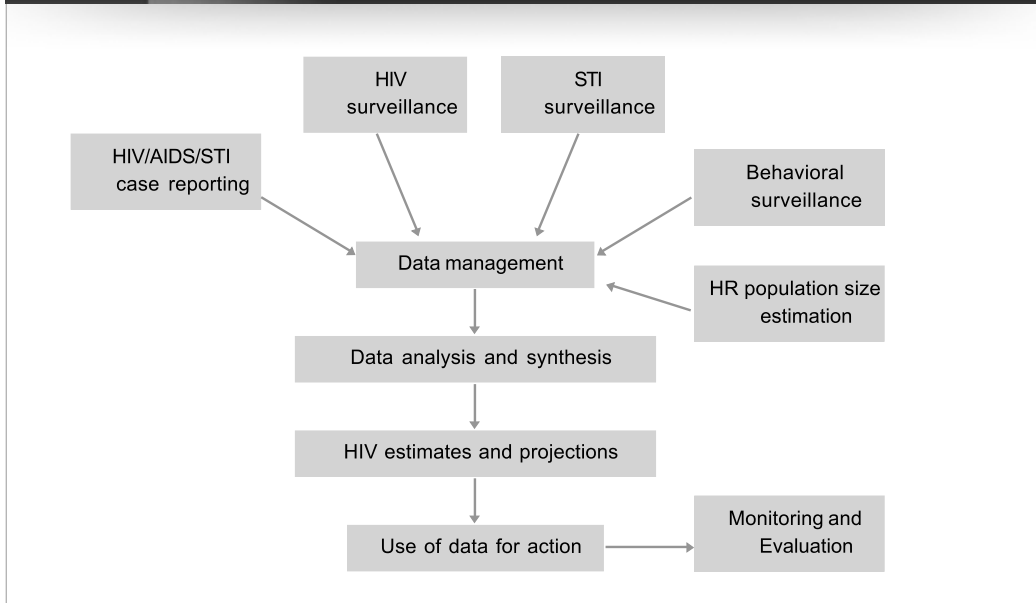 HIV
surveillance
STI
surveillance
HIV/AIDS/STI
case reporting
Behavioral
surveillance
Data management
HR population size
estimation
Data analysis and synthesis
HIV estimates and projections
Use of data for action
Monitoring and
Evaluation